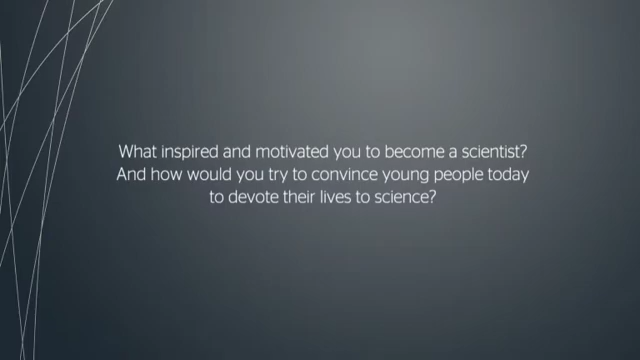 What inspired and motivated you to become a scientist?
And how would you try to convince young people today
to devote their lives to science?